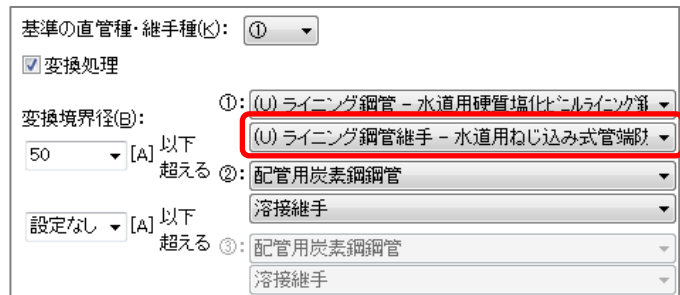 基準の直管種・継手種(K): ①
変換処理
変換境界径(B):
①: (U) ライニング鋼管 – 水道用硬質塩化ビニルライニング鋼
(U) ライニング鋼管継手 – 水道用ねじ込み式管端防
50 [A] 以下
超える ②: 配管用炭素鋼鋼管
溶接継手
設定なし [A] 以下
超える ③: 配管用炭素鋼鋼管
溶接継手